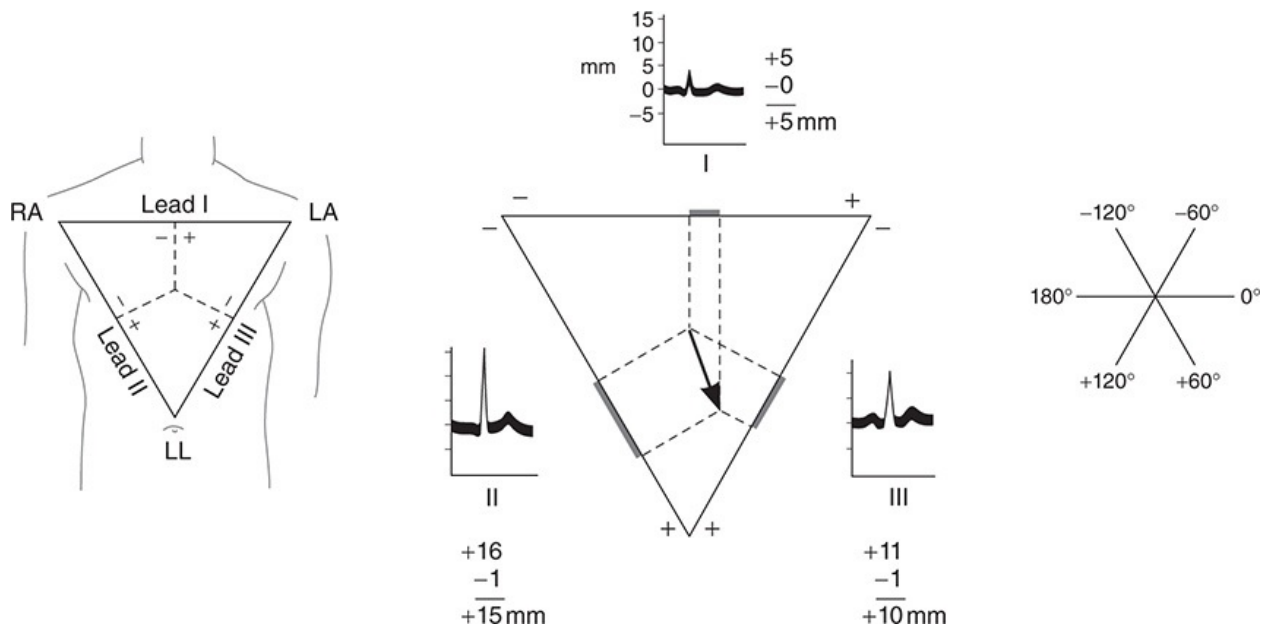 RA
Lead I
LA
− +
− −
+ +
Lead II
Lead III
LL
mm
15
10
5
0
−5
+5
−0
+5 mm
I
− +
− −
+ +
II
+16
−1
+15 mm
III
+11
−1
+10 mm
−120° −60°
180° 0°
+120° +60°